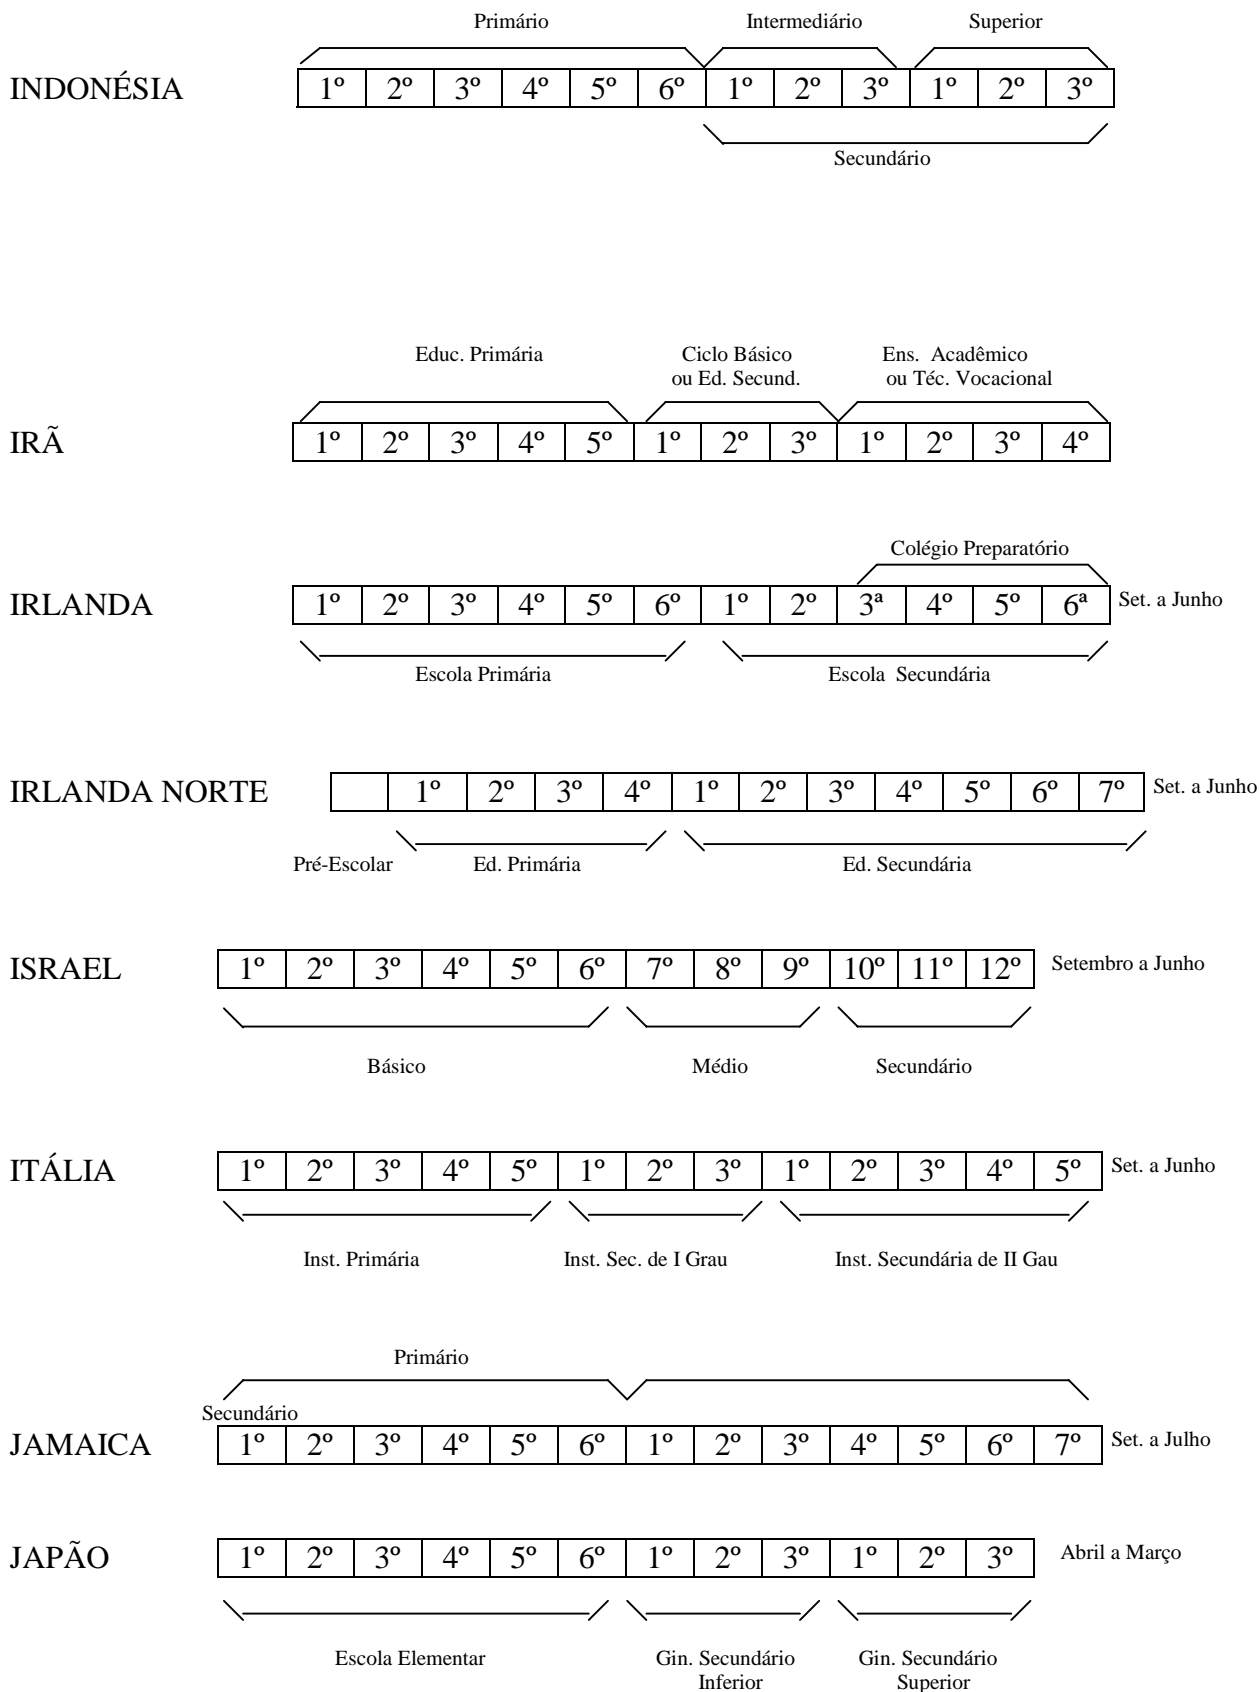 Primário Intermediário Superior
INDONÉSIA 1º 2º 3º 4º 5º 6º 1º 2º 3º 1º 2º 3º
Secundário
Educ. Primária Ciclo Básico Ens. Acadêmico
ou Ed. Secund. ou Téc. Vocacional
IRÃ 1º 2º 3º 4º 5º 1º 2º 3º 1º 2º 3º 4º
Colégio Preparatório
IRLANDA 1º 2º 3º 4º 5º 6º 1º 2º 3ª 4º 5º 6ª Set. a Junho
Escola Primária Escola Secundária
IRLANDA NORTE 1º 2º 3º 4º 1º 2º 3º 4º 5º 6º 7º Set. a Junho
Pré-Escolar Ed. Primária Ed. Secundária
ISRAEL 1º 2º 3º 4º 5º 6º 7º 8º 9º 10º 11º 12º Setembro a Junho
Básico Médio Secundário
ITÁLIA 1º 2º 3º 4º 5º 1º 2º 3º 1º 2º 3º 4º 5º Set. a Junho
Inst. Primária Inst. Sec. de I Grau Inst. Secundária de II Gau
Primário
Secundário
JAMAICA 1º 2º 3º 4º 5º 6º 1º 2º 3º 4º 5º 6º 7º Set. a Julho
JAPÃO 1º 2º 3º 4º 5º 6º 1º 2º 3º 1º 2º 3º Abril a Março
Escola Elementar Gin. Secundário Gin. Secundário
Inferior Superior